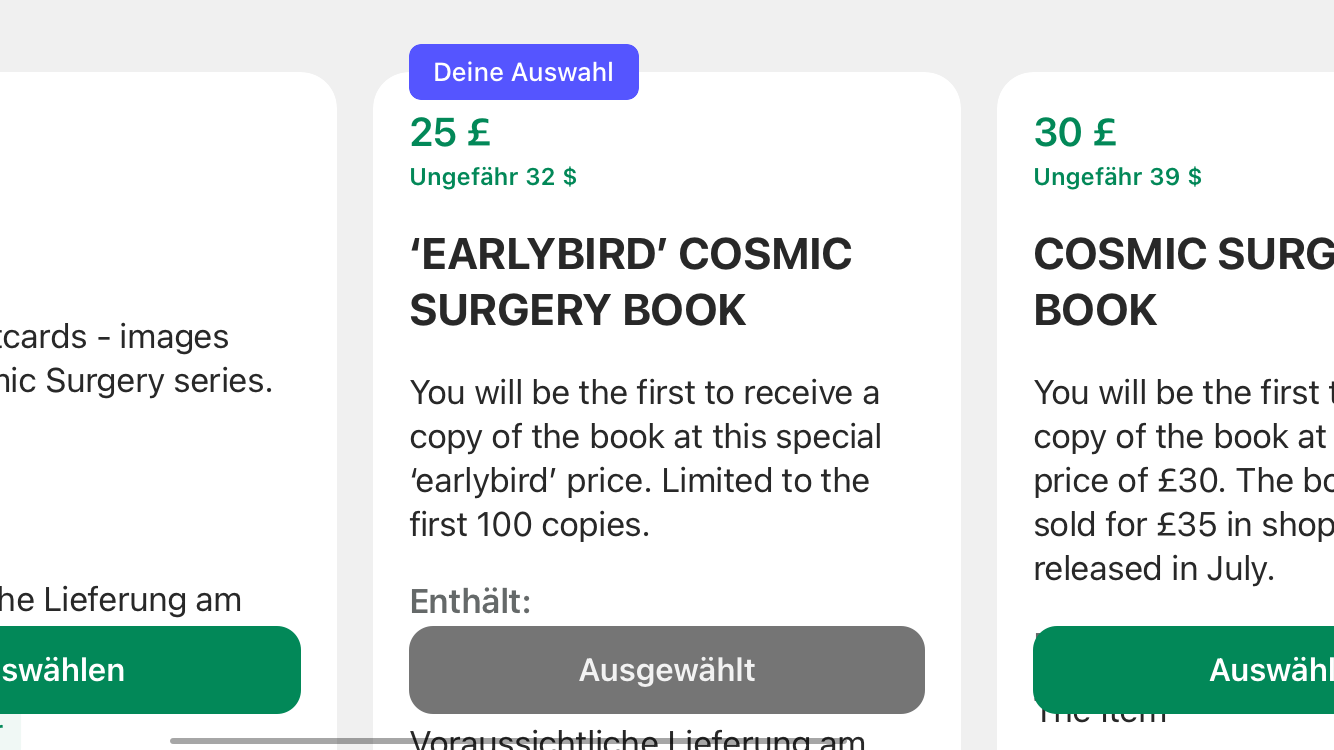 tcards - images
mic Surgery series.
he Lieferung am
swählen
Deine Auswahl
25 £
Ungefähr 32 $
‘EARLYBIRD’ COSMIC
SURGERY BOOK
You will be the first to receive a
copy of the book at this special
‘earlybird’ price. Limited to the
first 100 copies.
Enthält:
Ausgewählt
Voraussichtliche Lieferung am
30 £
Ungefähr 39 $
COSMIC SURG
BOOK
You will be the first t
copy of the book at
price of £30. The bo
sold for £35 in shop
released in July.
Auswähl
The item